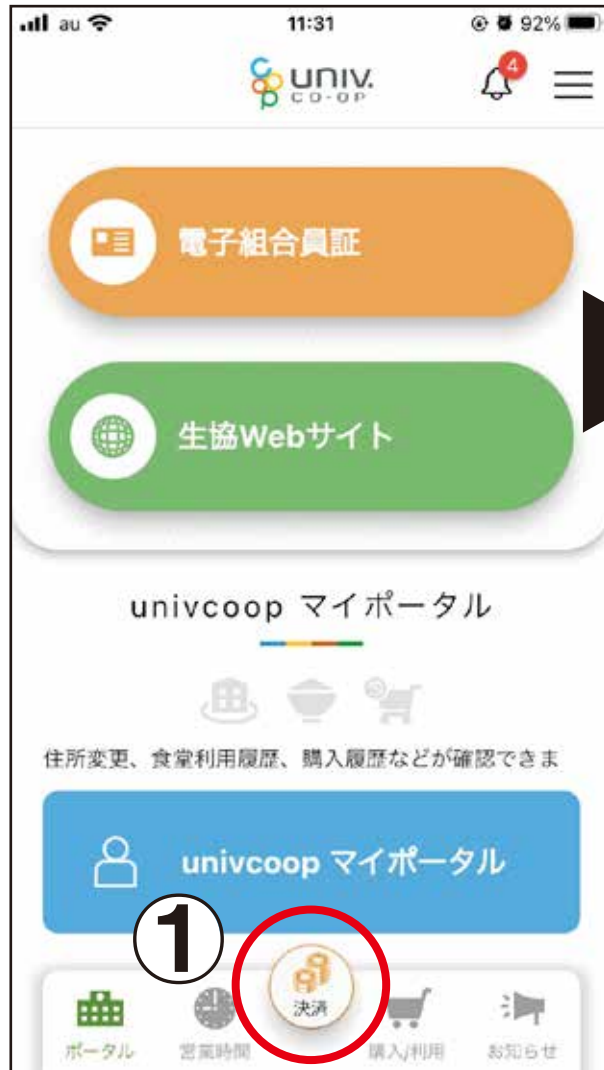 au 11:31 92%
UNIV. 4
CO-OP
電子組合員証
生協Webサイト
univcoop マイポータル
住所変更、食堂利用履歴、購入履歴などが確認できま
univcoop マイポータル
①
決済
ポータル 営業時間 購入/利用 お知らせ